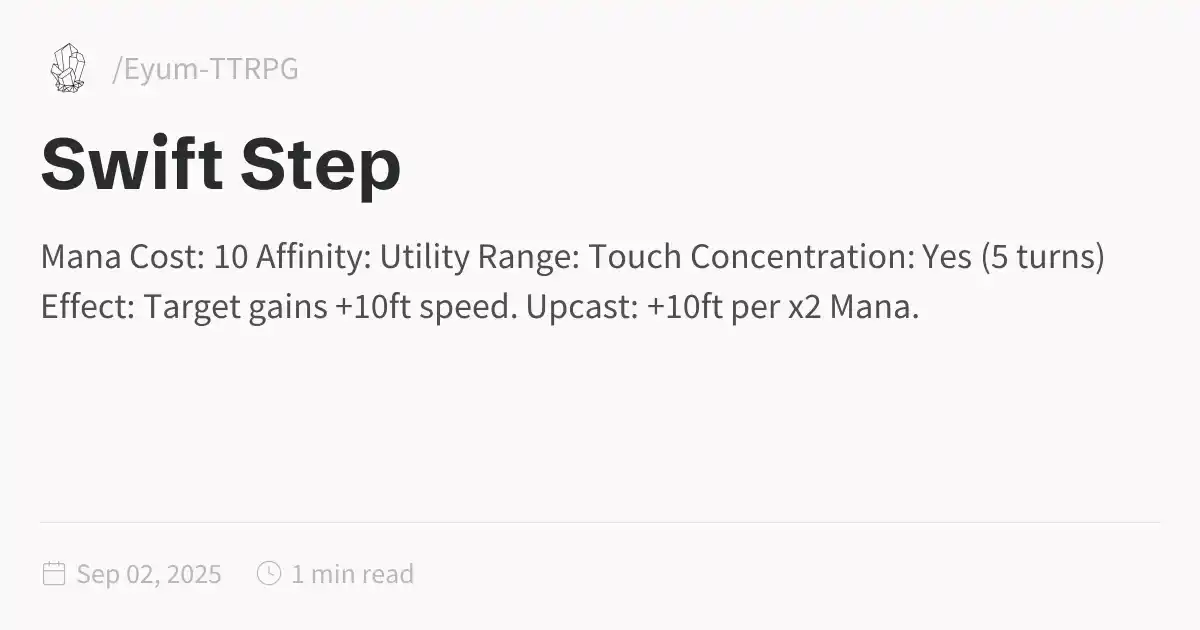 /Eyum-TTRPG
Swift Step
Mana Cost: 10 Affinity: Utility Range: Touch Concentration: Yes (5 turns)
Effect: Target gains +10ft speed. Upcast: +10ft per x2 Mana.
Sep 02, 2025 1 min read